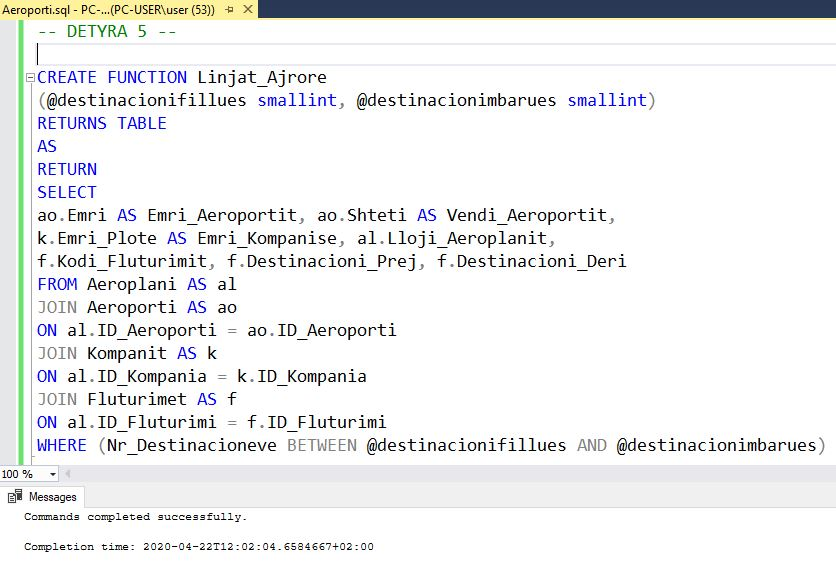 Aeroporti.sql - PC-...(PC-USER\user (53))
-- DETYRA 5 --
CREATE FUNCTION Linjat_Ajrore
(@destinacionifillues smallint, @destinacionimbarues smallint)
RETURNS TABLE
AS
RETURN
SELECT
ao.Emri AS Emri_Aeroportit, ao.Shteti AS Vendi_Aeroportit,
k.Emri_Plote AS Emri_Kompanise, al.Lloji_Aeroplanit,
f.Kodi_Fluturimit, f.Destinacioni_Prej, f.Destinacioni_Deri
FROM Aeroplani AS al
JOIN Aeroporti AS ao
ON al.ID_Aeroporti = ao.ID_Aeroporti
JOIN Kompanit AS k
ON al.ID_Kompania = k.ID_Kompania
JOIN Fluturimet AS f
ON al.ID_Fluturimi = f.ID_Fluturimi
WHERE (Nr_Destinacioneve BETWEEN @destinacionifillues AND @destinacionimbarues)
100 %
Messages
Commands completed successfully.
Completion time: 2020-04-22T12:02:04.6584667+02:00